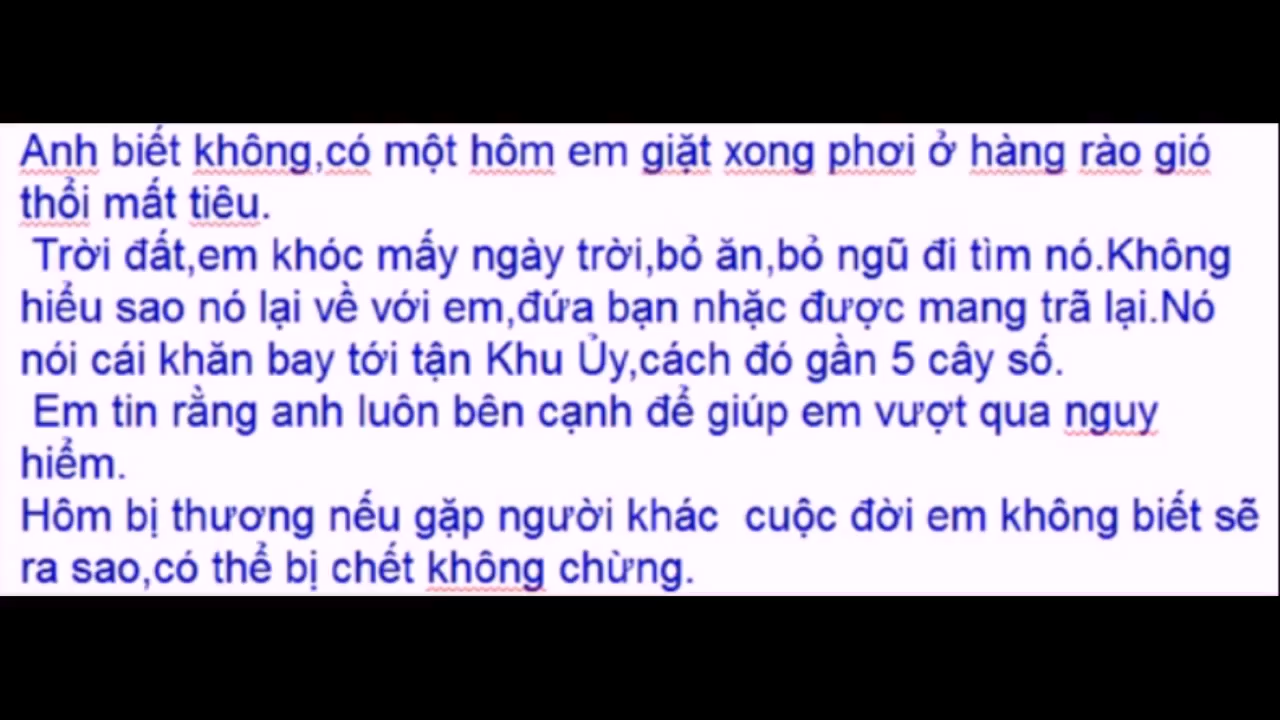 Anh biết không,có một hôm em giặt xong phơi ở hàng rào gió
thổi mất tiêu.
Trời đất,em khóc mấy ngày trời,bỏ ăn,bỏ ngũ đi tìm nó.Không
hiểu sao nó lại về với em,đứa bạn nhặc được mang trã lại.Nó
nói cái khăn bay tới tận Khu Ủy,cách đó gần 5 cây số.
Em tin rằng anh luôn bên cạnh để giúp em vượt qua nguy
hiểm.
Hôm bị thương nếu gặp người khác  cuộc đời em không biết sẽ
ra sao,có thể bị chết không chừng.